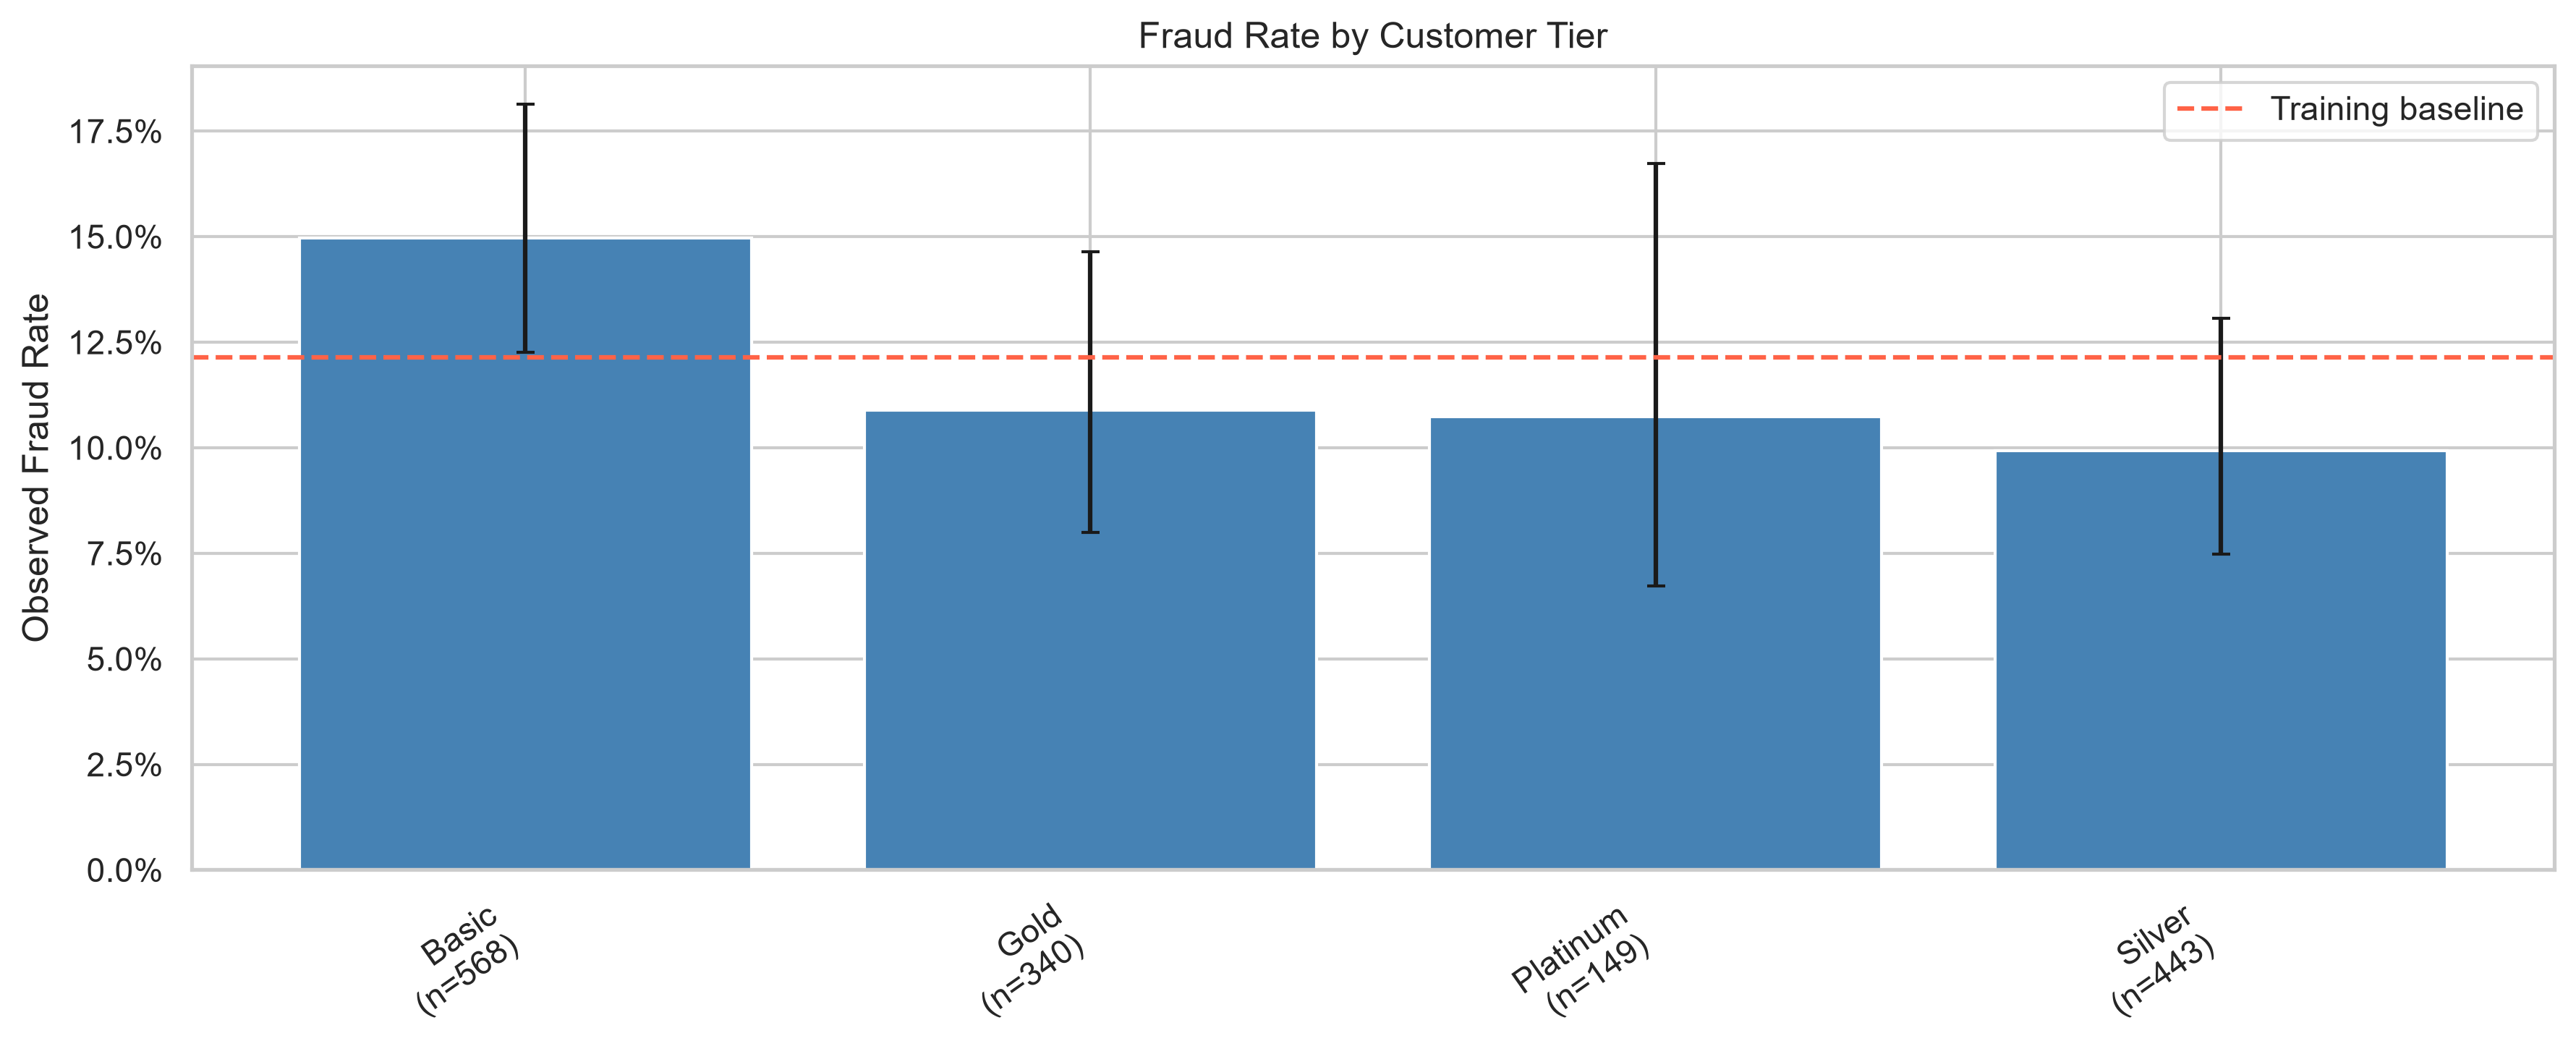 Fraud Rate by Customer Tier
Training baseline
Observed Fraud Rate
17.5%
15.0%
12.5%
10.0%
7.5%
5.0%
2.5%
0.0%
Basic
(n=568)
Gold
(n=340)
Platinum
(n=149)
Silver
(n=443)